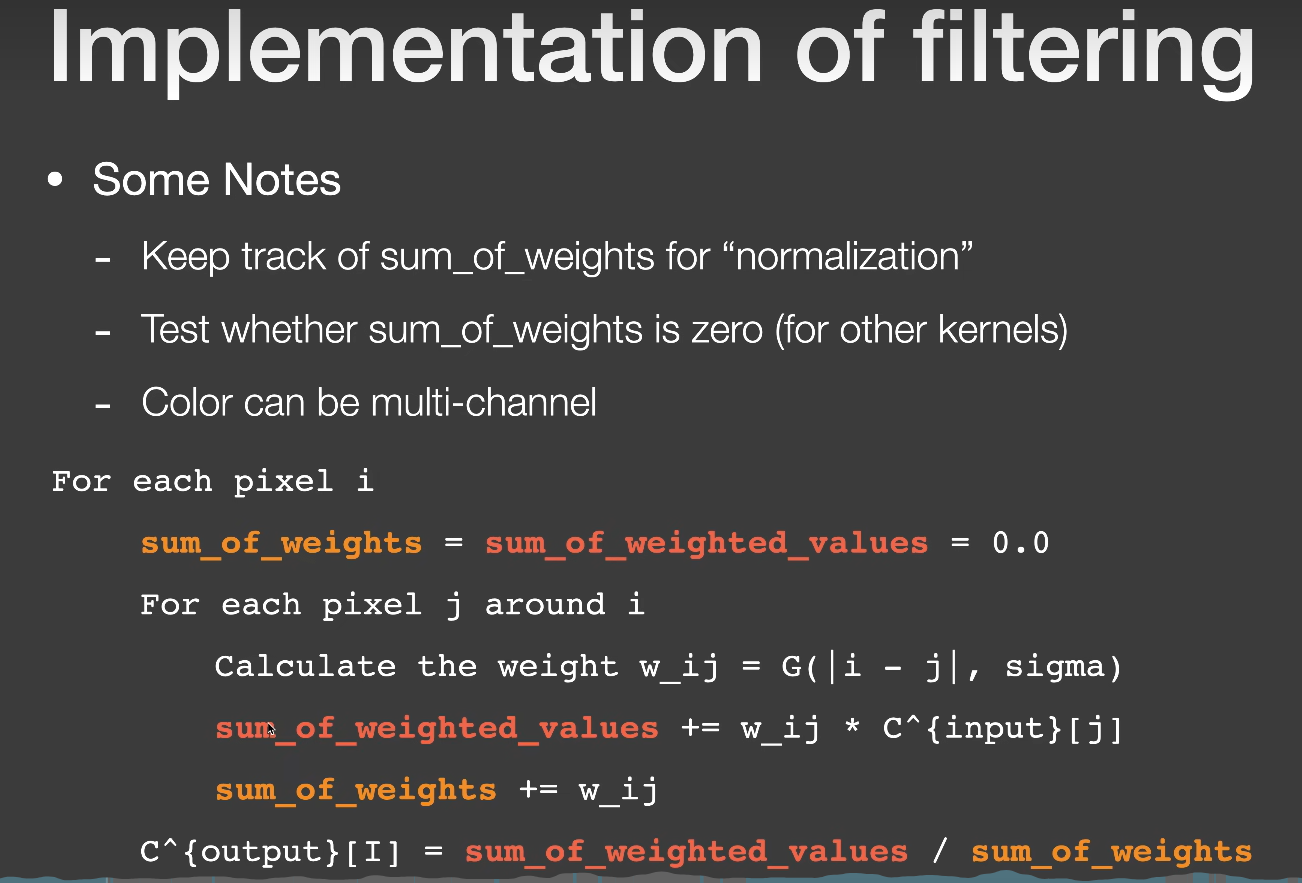 Implementation of filtering
• Some Notes
- Keep track of sum_of_weights for “normalization”
- Test whether sum_of_weights is zero (for other kernels)
- Color can be multi-channel
For each pixel i
sum_of_weights = sum_of_weighted_values = 0.0
For each pixel j around i
Calculate the weight w_ij = G(|i - j|, sigma)
sum_of_weighted_values += w_ij * C^{input}[j]
sum_of_weights += w_ij
C^{output}[I] = sum_of_weighted_values / sum_of_weights